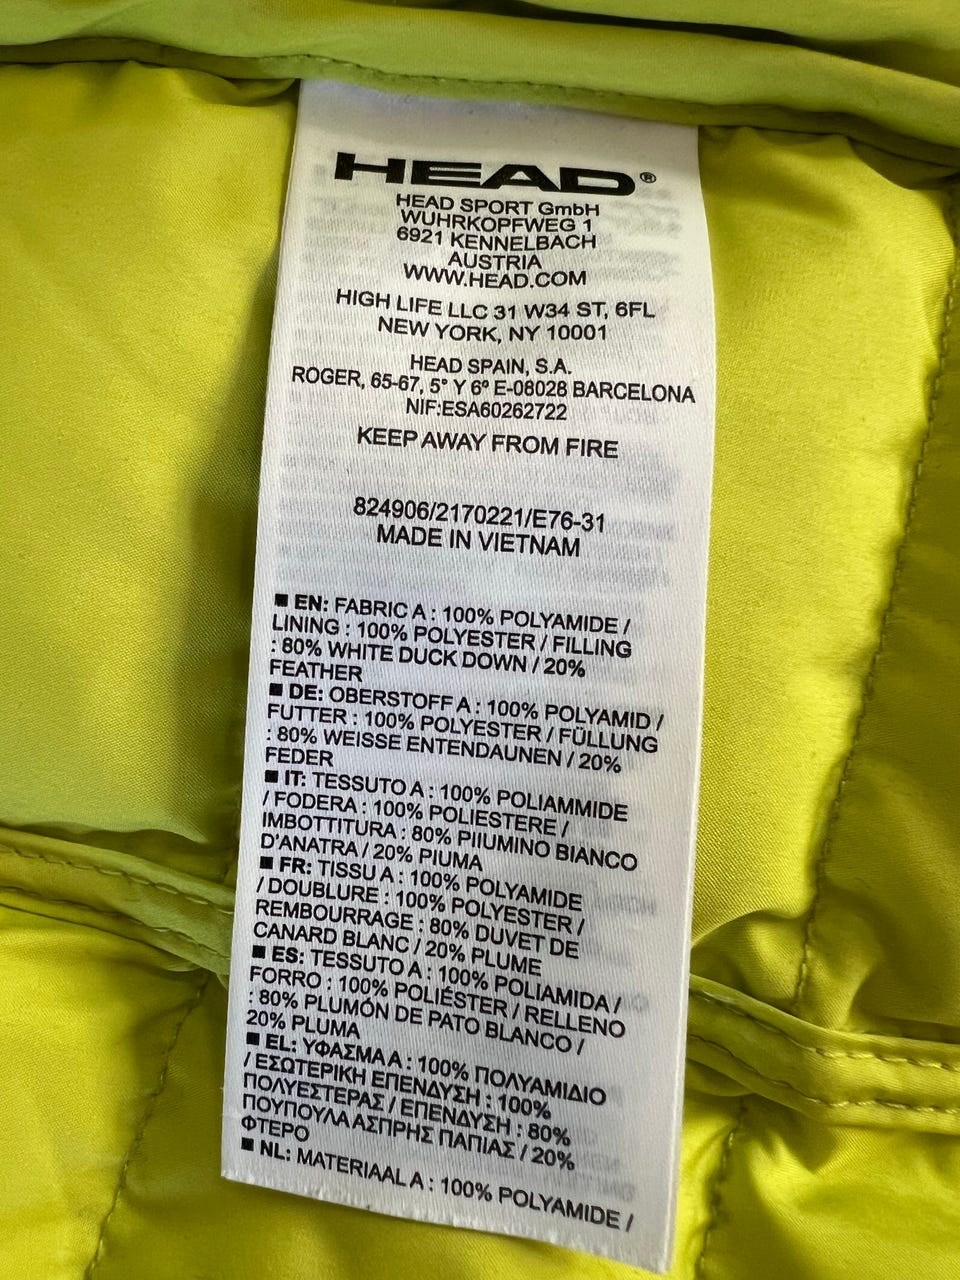 HEAD®
HEAD SPORT GmbH
WUHRKOPFWEG 1
6921 KENNELBACH
AUSTRIA
WWW.HEAD.COM
HIGH LIFE LLC 31 W34 ST, 6FL
NEW YORK, NY 10001
HEAD SPAIN, S.A.
ROGER, 65-67, 5° Y 6º E-08028 BARCELONA
NIF:ESA60262722
KEEP AWAY FROM FIRE
824906/2170221/E76-31
MADE IN VIETNAM
■ EN: FABRIC A : 100% POLYAMIDE /
LINING : 100% POLYESTER / FILLING
: 80% WHITE DUCK DOWN / 20%
FEATHER
■ DE: OBERSTOFF A : 100% POLYAMID /
FUTTER : 100% POLYESTER / FÜLLUNG
: 80% WEISSE ENTENDAUNEN / 20%
FEDER
■ IT: TESSUTO A : 100% POLIAMMIDE
/ FODERA : 100% POLIESTERE /
IMBOTTITURA : 80% PIIUMINO BIANCO
D'ANATRA / 20% PIUMA
■ FR: TISSU A : 100% POLYAMIDE
/ DOUBLURE : 100% POLYESTER /
REMBOURRAGE : 80% DUVET DE
CANARD BLANC / 20% PLUME
■ ES: TESSUTO A : 100% POLIAMIDA /
FORRO : 100% POLIÉSTER / RELLENO
: 80% PLUMÓN DE PATO BLANCO /
20% PLUMA
■ EL: ΥΦΑΣΜΑ A : 100% ΠΟΛΥΑΜΙΔΙΟ
/ ΕΣΩΤΕΡΙΚΗ ΕΠΕΝΔΥΣΗ : 100%
ΠΟΛΥΕΣΤΕΡΑΣ / ΕΠΕΝΔΥΣΗ : 80%
ΠΟΥΠΟΥΛΑ ΑΣΠΡΗΣ ΠΑΠΙΑΣ / 20%
ΦΤΕΡΟ
■ NL: MATERIAAL A : 100% POLYAMIDE /